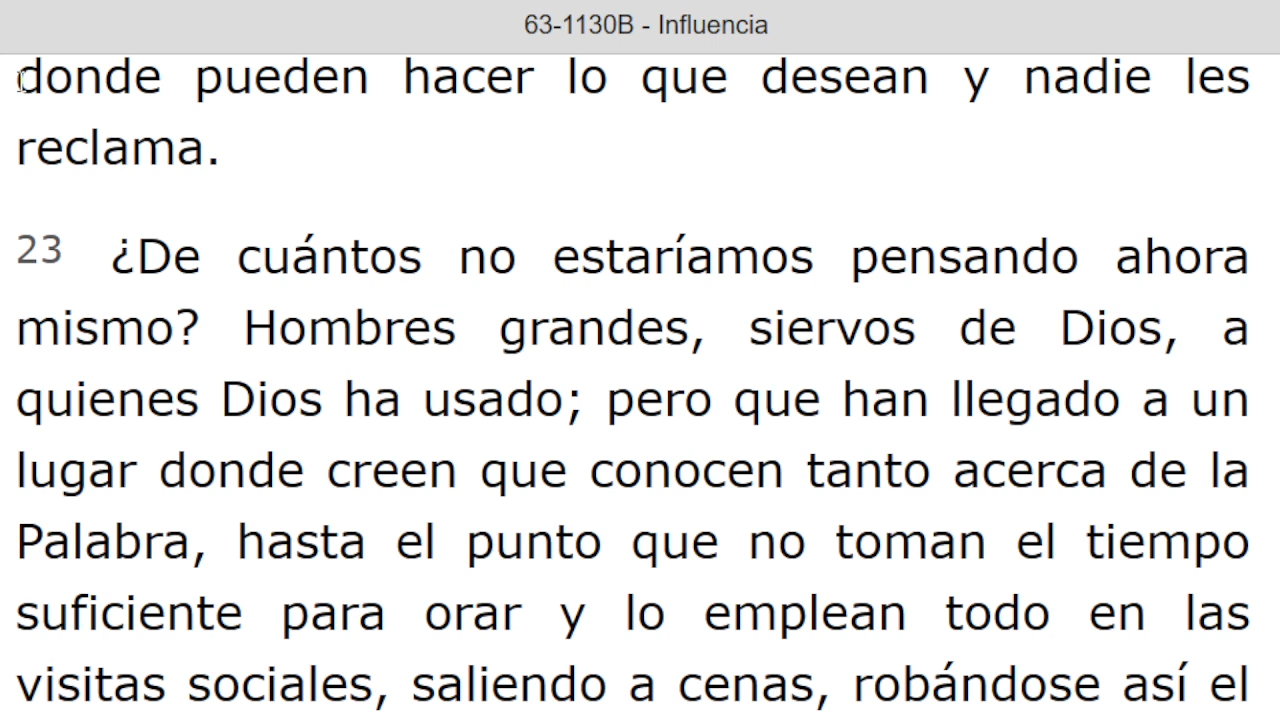 63-1130B - Influencia
donde pueden hacer lo que desean y nadie les
reclama.
23 ¿De cuántos no estaríamos pensando ahora
mismo? Hombres grandes, siervos de Dios, a
quienes Dios ha usado; pero que han llegado a un
lugar donde creen que conocen tanto acerca de la
Palabra, hasta el punto que no toman el tiempo
suficiente para orar y lo emplean todo en las
visitas sociales, saliendo a cenas, robándose así el